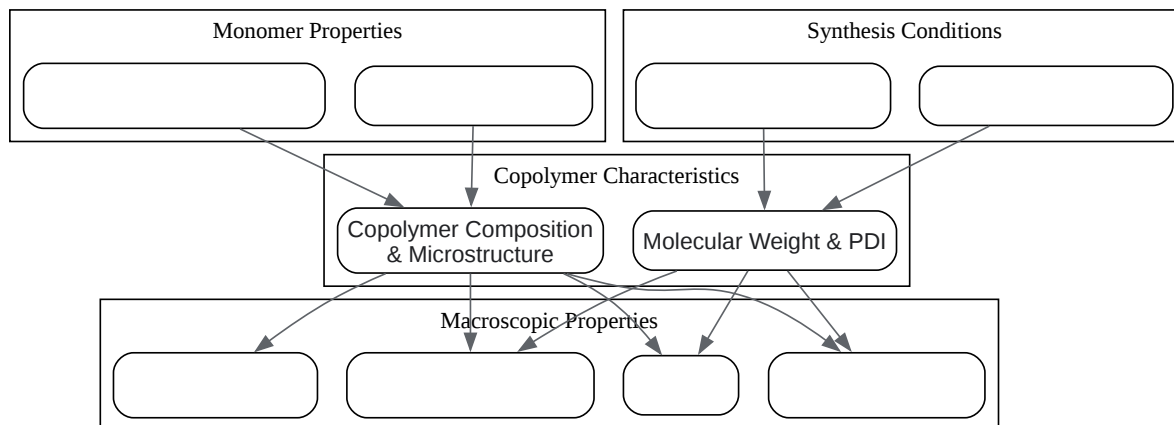 Monomer Properties
Synthesis Conditions
Copolymer Characteristics
Copolymer Composition
& Microstructure
Molecular Weight & PDI
Macroscopic Properties